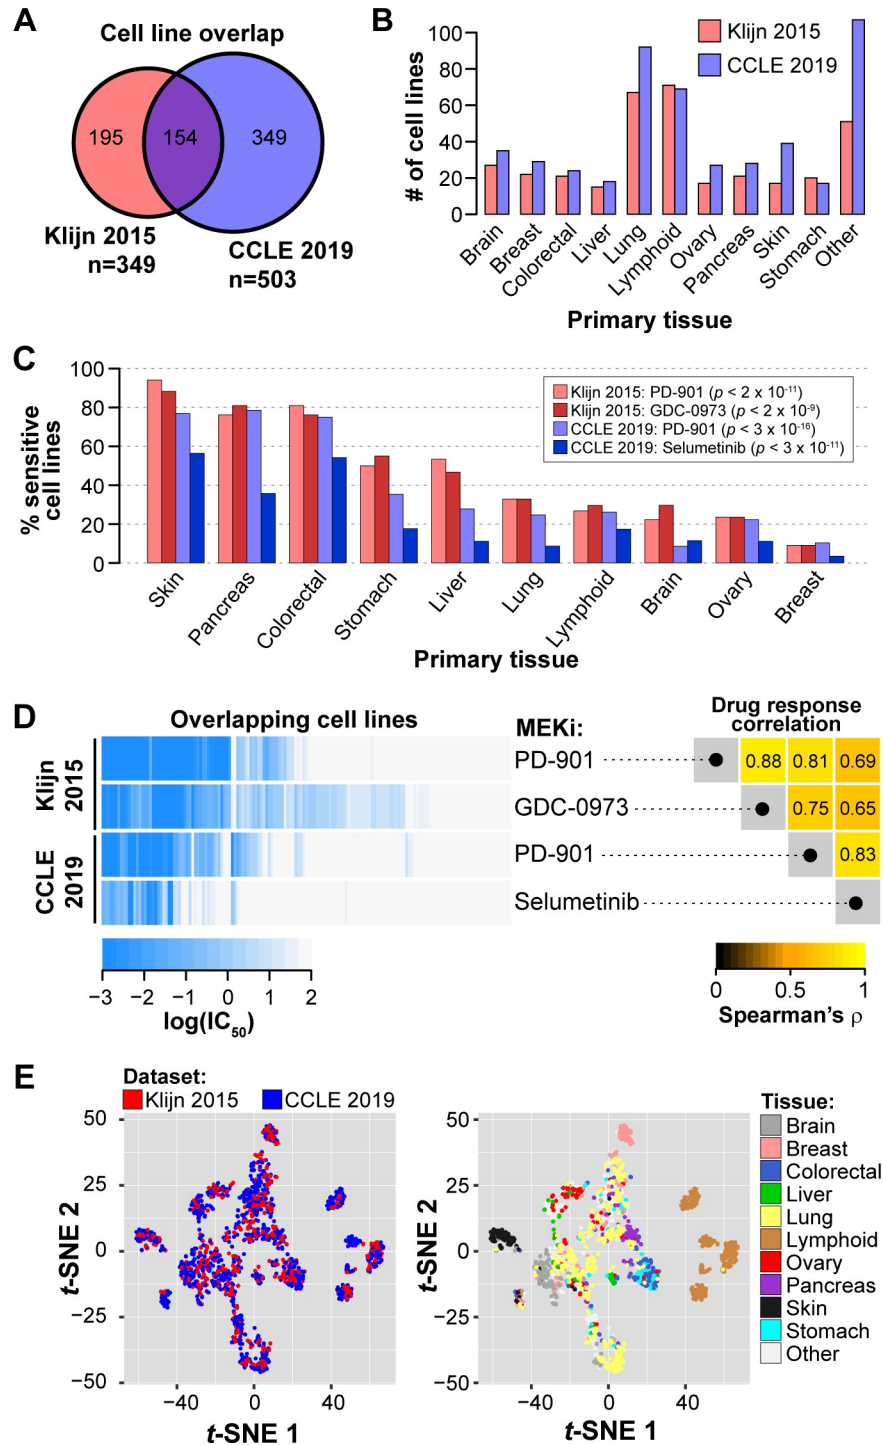 A
Cell line overlap
195
154
349
Klijn 2015
n=349
CCLE 2019
n=503
B
Klijn 2015
CCLE 2019
# of cell lines
100
80
60
40
20
0
Brain
Breast
Colorectal
Liver
Lung
Lymphoid
Ovary
Pancreas
Skin
Stomach
Other
Primary tissue
C
% sensitive
cell lines
100
80
60
40
20
0
Klijn 2015: PD-901 (p < 2 x 10⁻¹¹)
Klijn 2015: GDC-0973 (p < 2 x 10⁻⁹)
CCLE 2019: PD-901 (p < 3 x 10⁻¹⁶)
CCLE 2019: Selumetinib (p < 3 x 10⁻¹¹)
Skin
Pancreas
Colorectal
Stomach
Liver
Lung
Lymphoid
Brain
Ovary
Breast
Primary tissue
D
Overlapping cell lines
MEKi:
Drug response
correlation
Klijn
2015
CCLE
2019
PD-901
0.88 0.81 0.69
GDC-0973
0.75 0.65
PD-901
0.83
Selumetinib
−3 −2 −1 0 1 2
log(IC₅₀)
0 0.5 1
Spearman's ρ
E
Dataset:
Klijn 2015
CCLE 2019
t-SNE 2
50
25
0
−25
−50
−40 0 40
t-SNE 1
t-SNE 2
50
25
0
−25
−50
−40 0 40
t-SNE 1
Tissue:
Brain
Breast
Colorectal
Liver
Lung
Lymphoid
Ovary
Pancreas
Skin
Stomach
Other